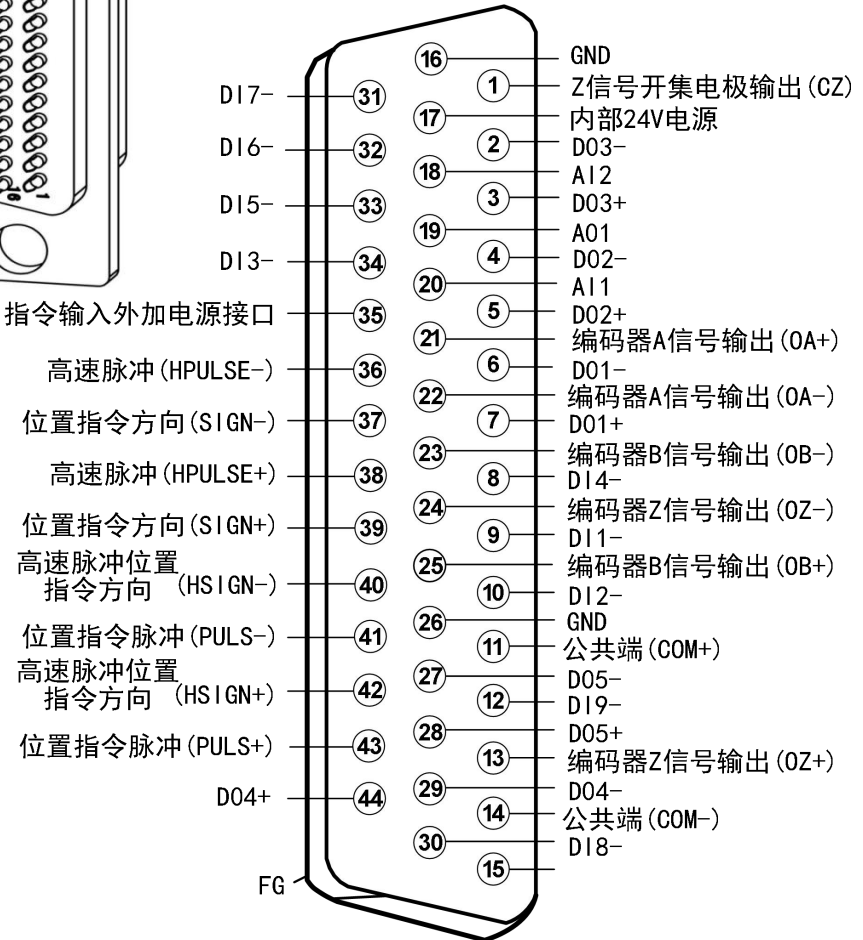 16 1
16
GND
1
Z信号开集电极输出(CZ)
17
内部24V电源
2
DO3-
18
AI2
3
DO3+
19
AO1
4
DO2-
20
AI1
5
DO2+
21
编码器A信号输出(OA+)
6
DO1-
22
编码器A信号输出(OA-)
7
DO1+
23
编码器B信号输出(OB-)
8
DI4-
24
编码器Z信号输出(OZ-)
9
DI1-
25
编码器B信号输出(OB+)
10
DI2-
26
GND
11
公共端(COM+)
27
DO5-
12
DI9-
28
DO5+
13
编码器Z信号输出(OZ+)
29
DO4-
14
公共端(COM-)
30
DI8-
15
DI7-
31
DI6-
32
DI5-
33
DI3-
34
指令输入外加电源接口
35
高速脉冲(HPULSE-)
36
位置指令方向(SIGN-)
37
高速脉冲(HPULSE+)
38
位置指令方向(SIGN+)
39
高速脉冲位置
指令方向 (HSIGN-)
40
位置指令脉冲(PULS-)
41
高速脉冲位置
指令方向 (HSIGN+)
42
位置指令脉冲(PULS+)
43
DO4+
44
FG